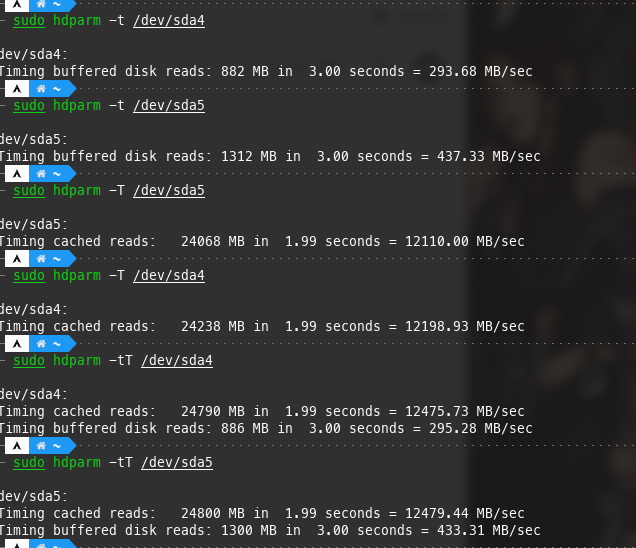 sudo hdparm -t /dev/sda4
dev/sda4:
Timing buffered disk reads: 882 MB in  3.00 seconds = 293.68 MB/sec
~
sudo hdparm -t /dev/sda5
dev/sda5:
Timing buffered disk reads: 1312 MB in  3.00 seconds = 437.33 MB/sec
~
sudo hdparm -T /dev/sda5
dev/sda5:
Timing cached reads:   24068 MB in  1.99 seconds = 12110.00 MB/sec
~
sudo hdparm -T /dev/sda4
dev/sda4:
Timing cached reads:   24238 MB in  1.99 seconds = 12198.93 MB/sec
~
sudo hdparm -tT /dev/sda4
dev/sda4:
Timing cached reads:   24790 MB in  1.99 seconds = 12475.73 MB/sec
Timing buffered disk reads: 886 MB in  3.00 seconds = 295.28 MB/sec
~
sudo hdparm -tT /dev/sda5
dev/sda5:
Timing cached reads:   24800 MB in  1.99 seconds = 12479.44 MB/sec
Timing buffered disk reads: 1300 MB in  3.00 seconds = 433.31 MB/sec